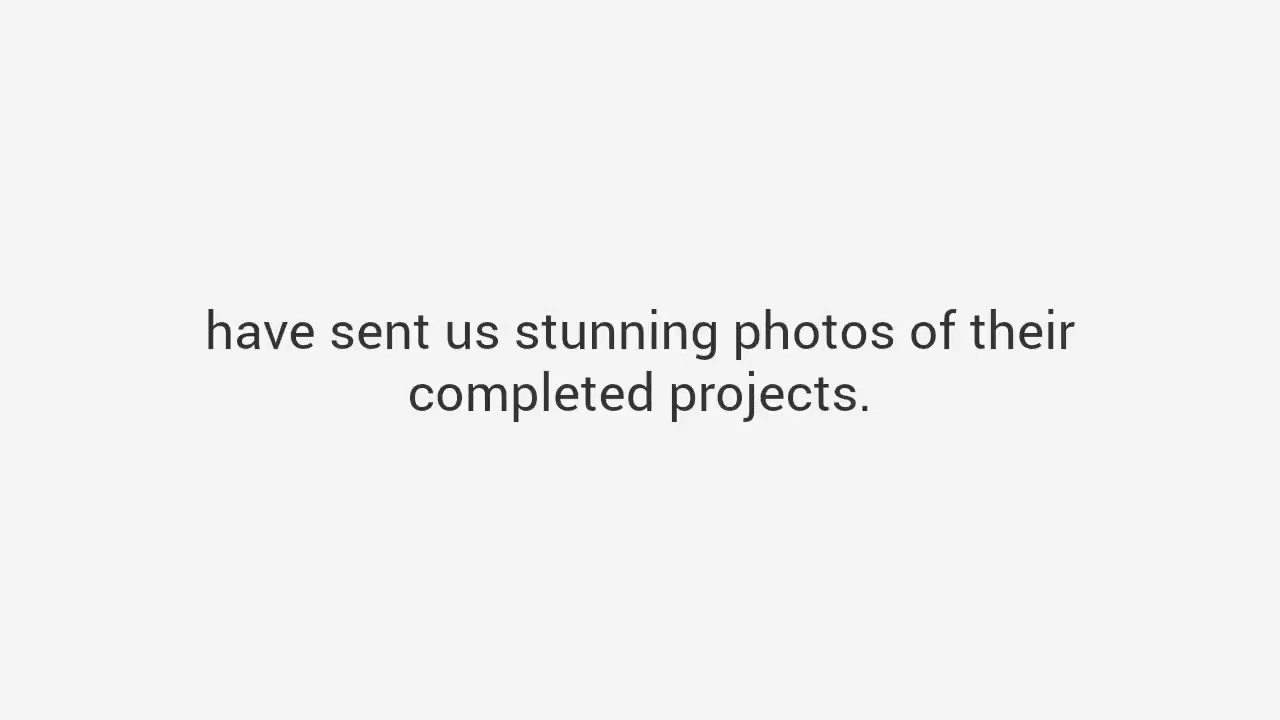 have sent us stunning photos of their
completed projects.